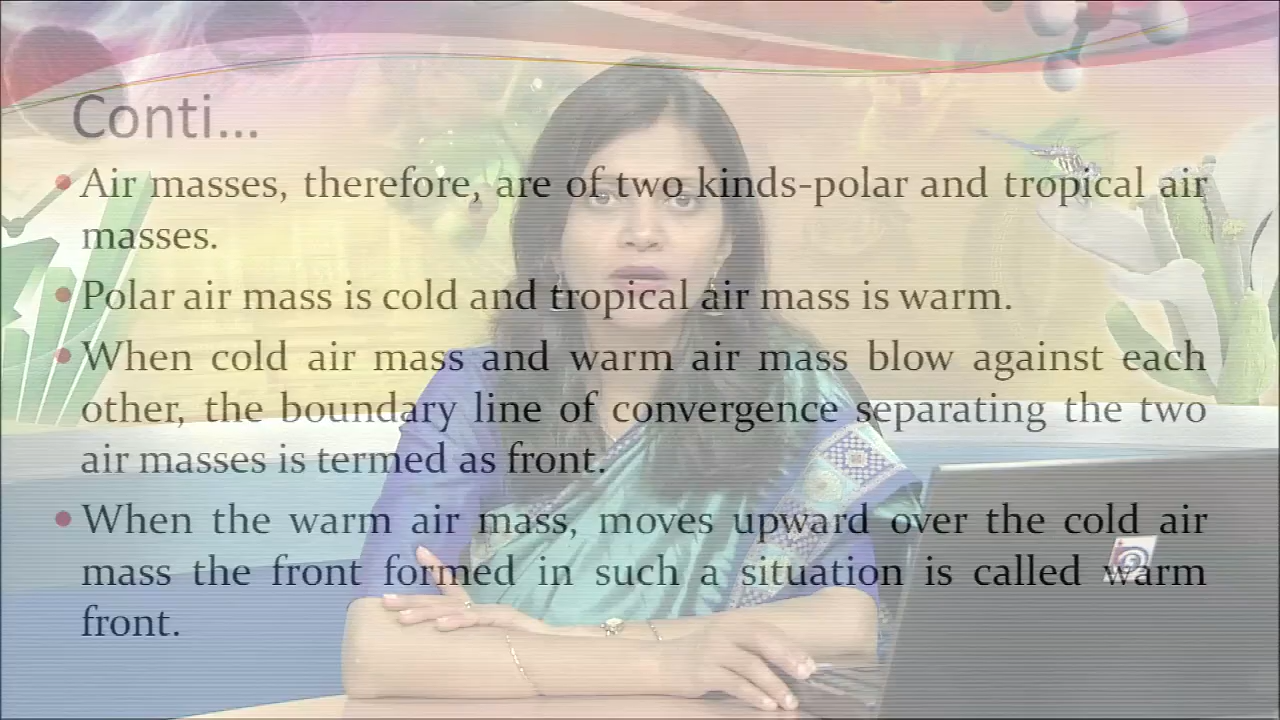 Conti...
• Air masses, therefore, are of two kinds-polar and tropical air
masses.
• Polar air mass is cold and tropical air mass is warm.
• When cold air mass and warm air mass blow against each
other, the boundary line of convergence separating the two
air masses is termed as front.
• When the warm air mass, moves upward over the cold air
mass the front formed in such a situation is called warm
front.